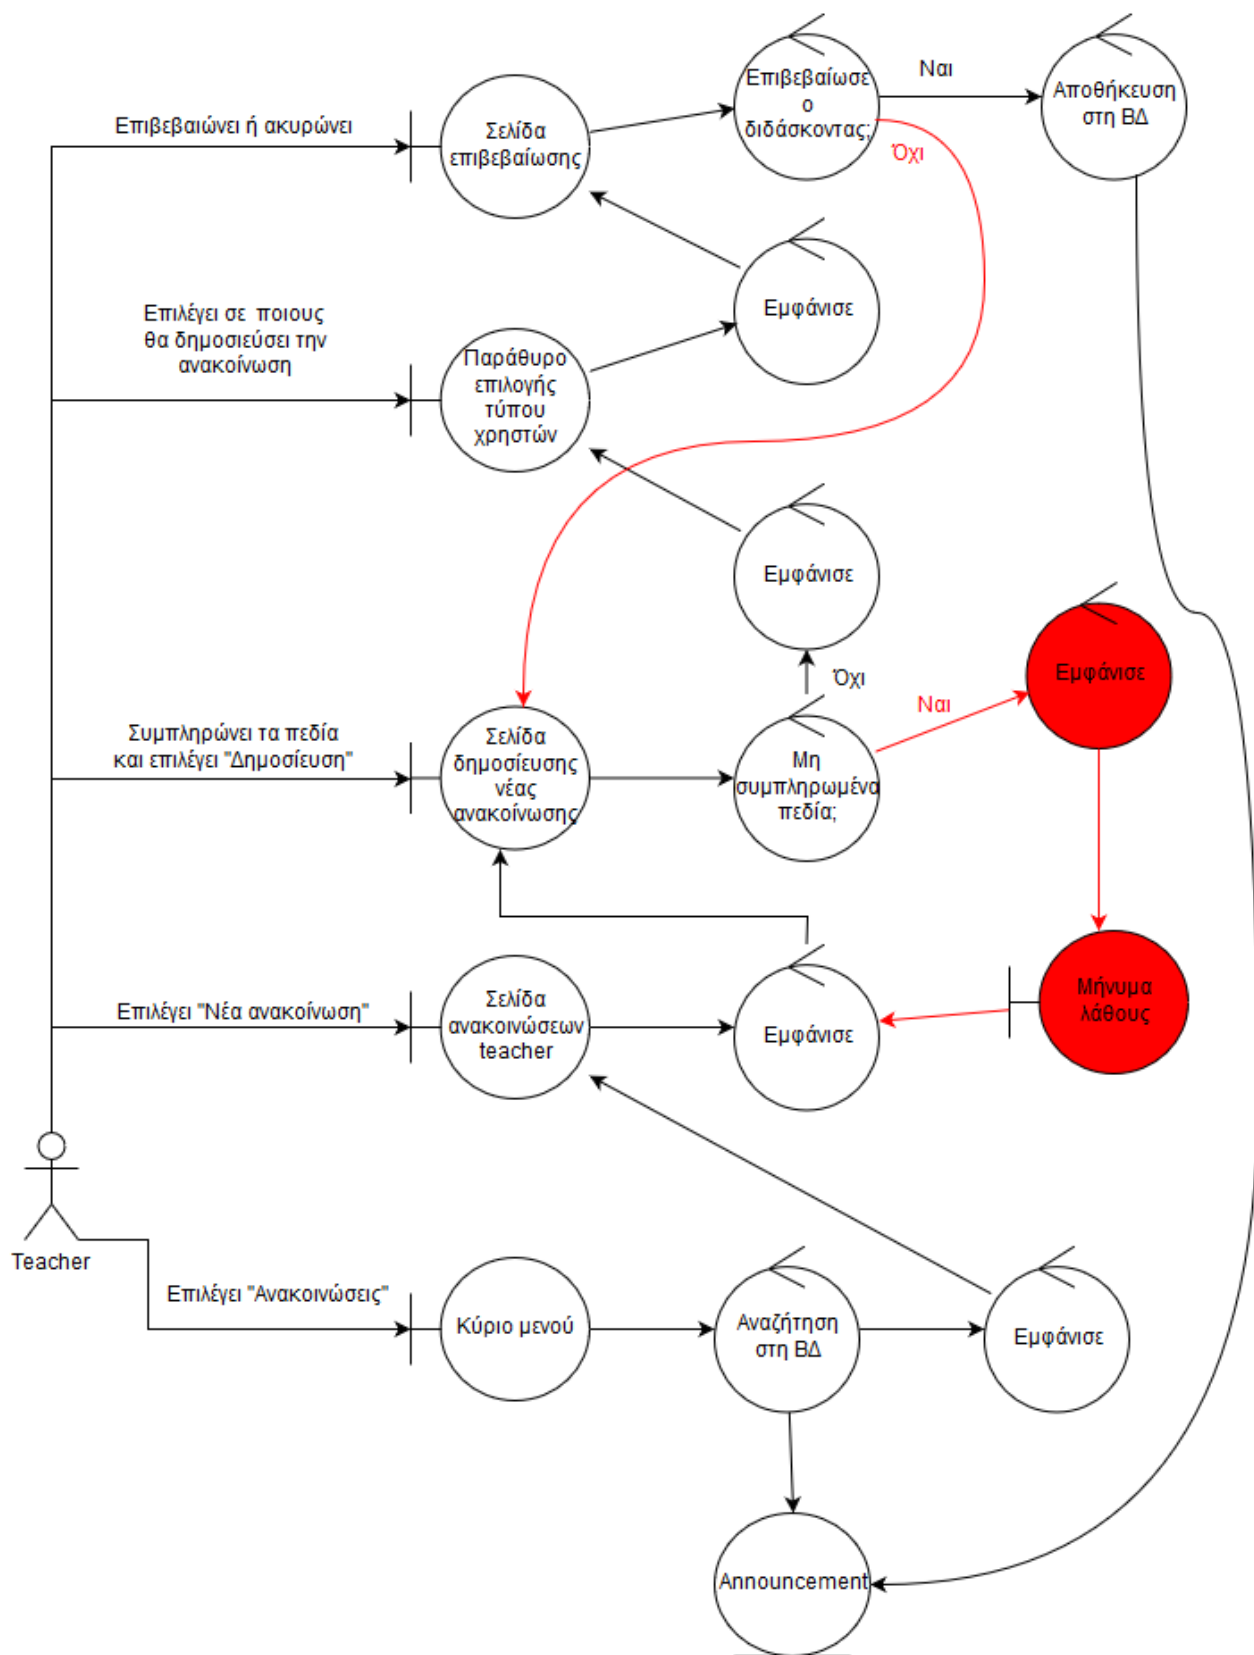 Επιβεβαίωσε
ο
διδάσκοντας;
Ναι
Αποθήκευση
στη ΒΔ
Επιβεβαιώνει ή ακυρώνει
Σελίδα
επιβεβαίωσης
Όχι
Επιλέγει σε ποιους
θα δημοσιεύσει την
ανακοίνωση
Εμφάνισε
Παράθυρο
επιλογής
τύπου
χρηστών
Εμφάνισε
Εμφάνισε
Όχι
Ναι
Συμπληρώνει τα πεδία
και επιλέγει "Δημοσίευση"
Σελίδα
δημοσίευσης
νέας
ανακοίνωσης
Μη
συμπληρωμένα
πεδία;
Επιλέγει "Νέα ανακοίνωση"
Σελίδα
ανακοινώσεων
teacher
Εμφάνισε
Μήνυμα
λάθους
Teacher
Επιλέγει "Ανακοινώσεις"
Κύριο μενού
Αναζήτηση
στη ΒΔ
Εμφάνισε
Announcement